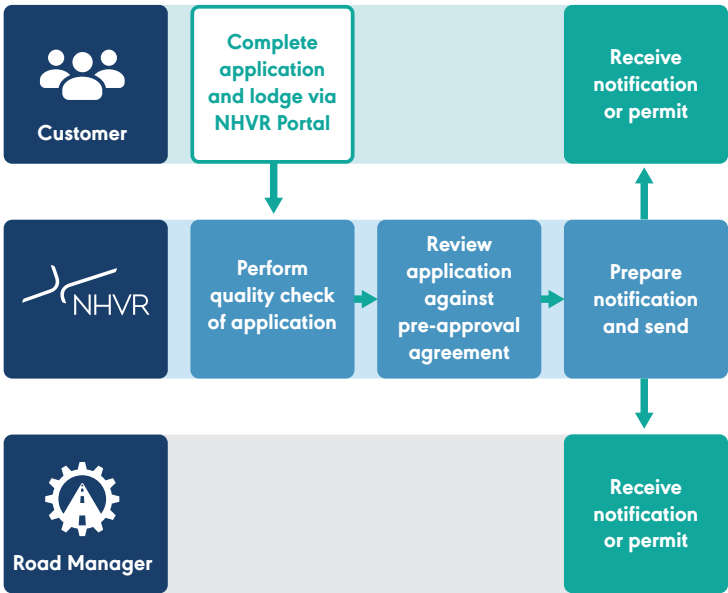 Customer
Complete
application
and lodge via
NHVR Portal
Receive
notification
or permit
NHVR
Perform
quality check
of application
Review
application
against
pre-approval
agreement
Prepare
notification
and send
Road Manager
Receive
notification
or permit